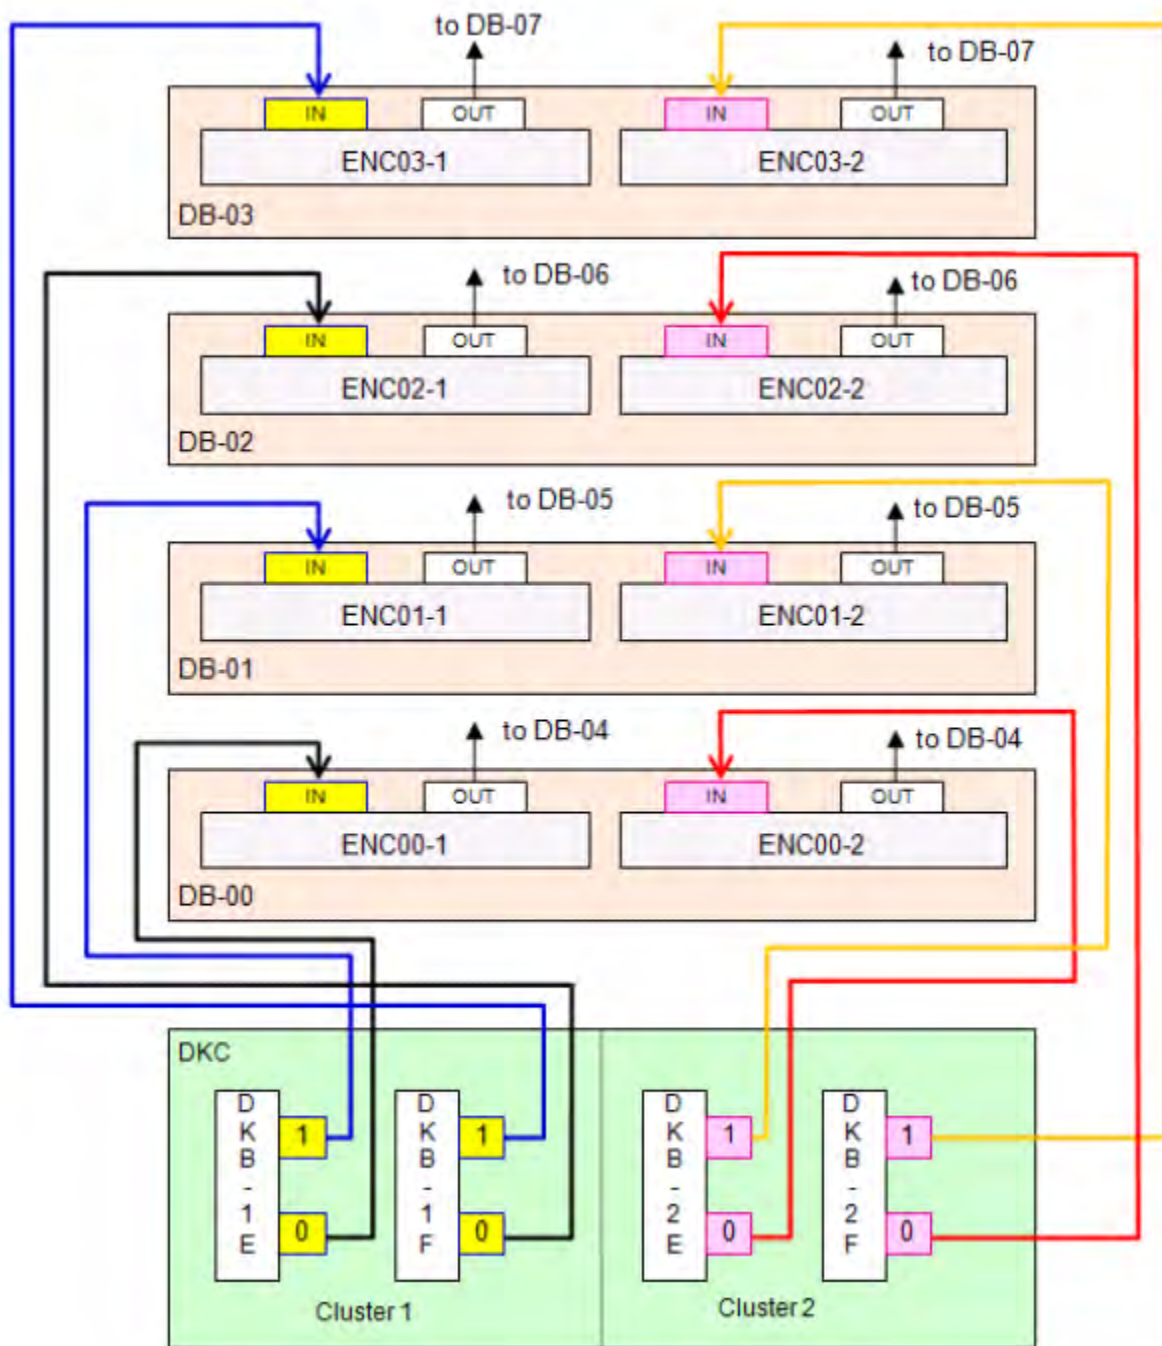 to DB-07
to DB-07
IN
OUT
IN
OUT
ENC03-1
ENC03-2
DB-03
to DB-06
to DB-06
IN
OUT
IN
OUT
ENC02-1
ENC02-2
DB-02
to DB-05
to DB-05
IN
OUT
IN
OUT
ENC01-1
ENC01-2
DB-01
to DB-04
to DB-04
IN
OUT
IN
OUT
ENC00-1
ENC00-2
DB-00
DKC
DKB-1E
1
0
DKB-1F
1
0
DKB-2E
1
0
DKB-2F
1
0
Cluster 1
Cluster 2